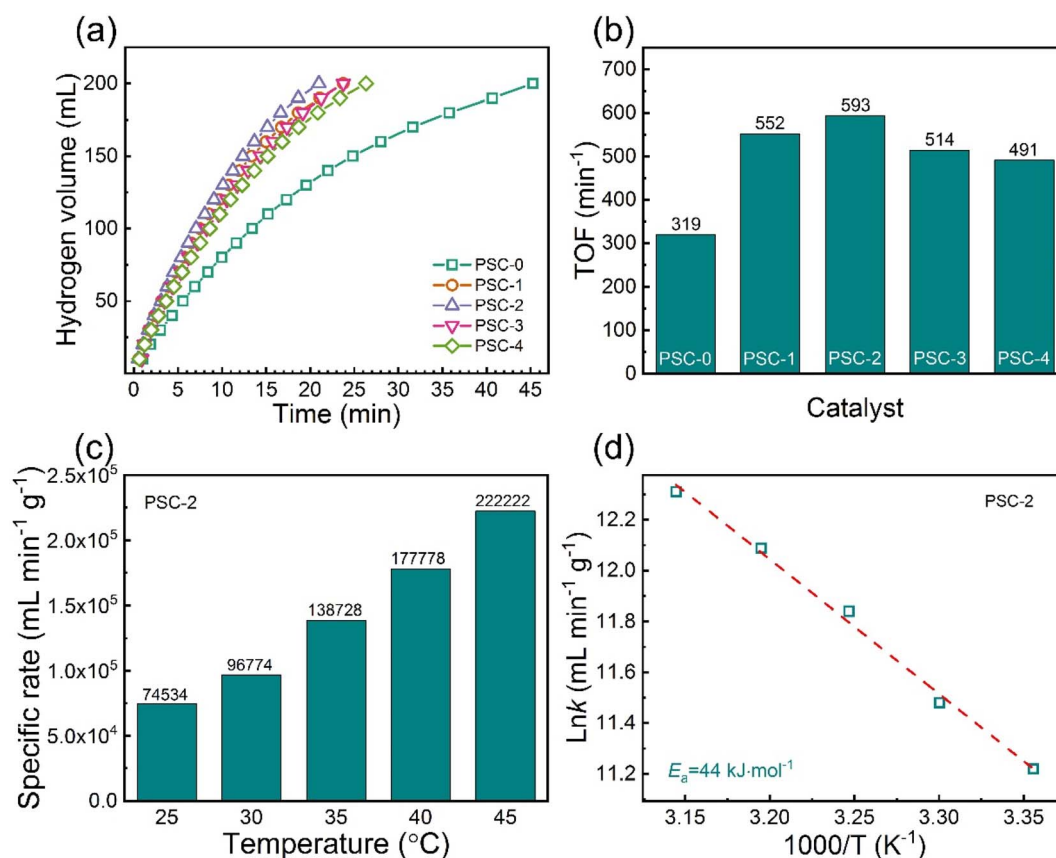 (a)
Hydrogen volume (mL)
200
150
100
50
0 5 10 15 20 25 30 35 40 45
Time (min)
PSC-0
PSC-1
PSC-2
PSC-3
PSC-4
(b)
TOF (min⁻¹)
700
600
500
400
300
200
100
0
319
552
593
514
491
PSC-0 PSC-1 PSC-2 PSC-3 PSC-4
Catalyst
(c)
Specific rate (mL min⁻¹ g⁻¹)
2.5x10⁵
2.0x10⁵
1.5x10⁵
1.0x10⁵
5.0x10⁴
0.0
PSC-2
74534
96774
138728
177778
222222
25 30 35 40 45
Temperature (°C)
(d)
Lnk (mL min⁻¹ g⁻¹)
12.2
12.0
11.8
11.6
11.4
11.2
PSC-2
Eₐ=44 kJ·mol⁻¹
3.15 3.20 3.25 3.30 3.35
1000/T (K⁻¹)